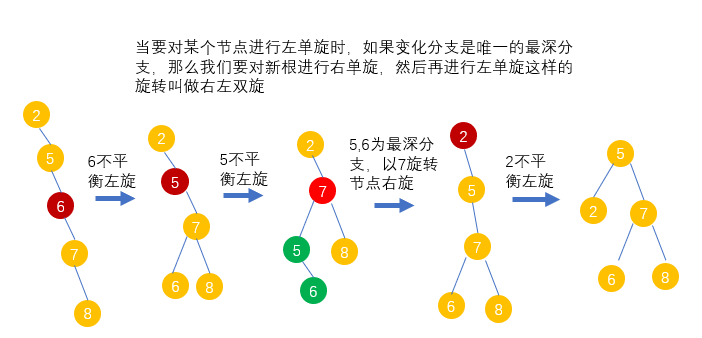 当要对某个节点进行左单旋时，如果变化分支是唯一的最深分
支，那么我们要对新根进行右单旋，然后再进行左单旋这样的
旋转叫做右左双旋
2
5
6
7
8
6不平
衡左旋
2
5
7
6
8
5不平
衡左旋
2
7
5
8
6
5,6为最深分
支，以7旋转
节点右旋
2
5
7
6
8
2不平
衡左旋
5
2
7
6
8